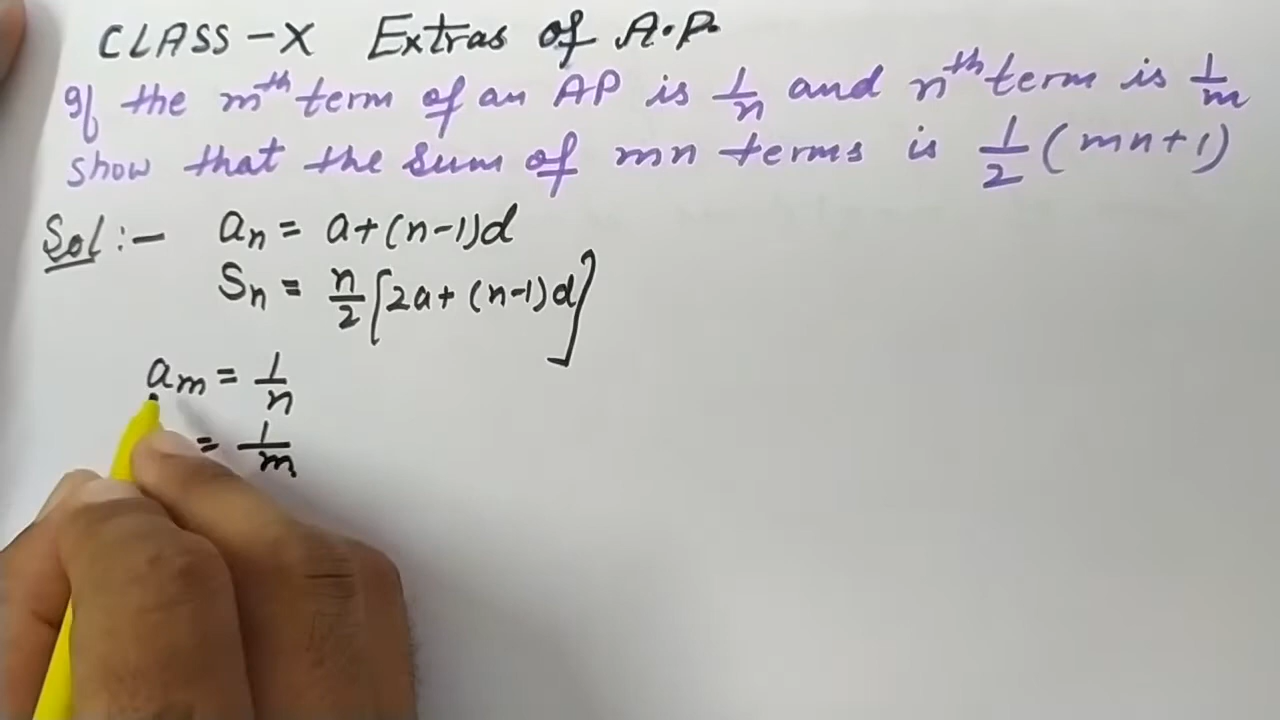 CLASS-X Extras of A.P.
If the mᵗʰ term of an AP is 1/n and nᵗʰ term is 1/m
show that the sum of mn terms is 1/2 (mn+1)
Sol:- aₙ = a+(n-1)d
Sₙ = n/2 [2a+(n-1)d]
aₘ = 1/n
= 1/m